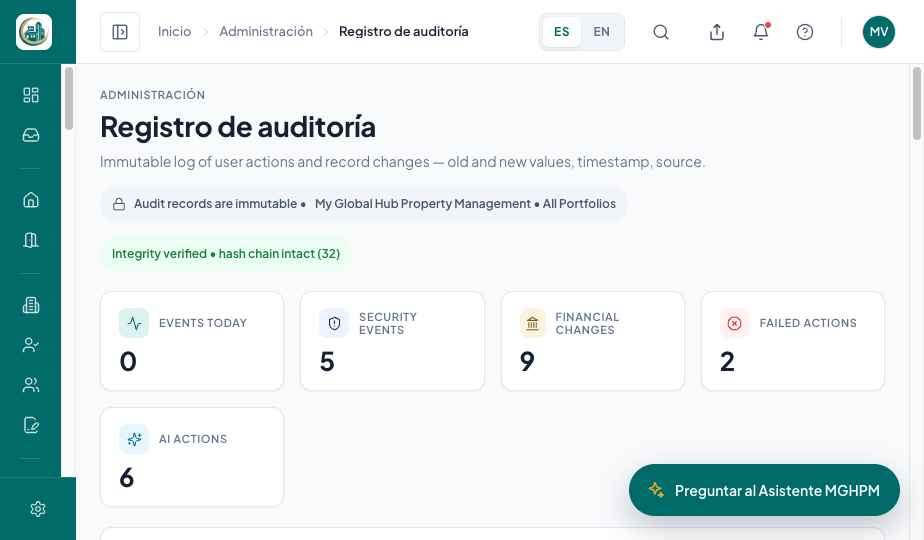 Inicio
Administración
Registro de auditoría
ES
EN
MV
ADMINISTRACIÓN
Registro de auditoría
Immutable log of user actions and record changes — old and new values, timestamp, source.
Audit records are immutable • My Global Hub Property Management • All Portfolios
Integrity verified • hash chain intact (32)
EVENTS TODAY
0
SECURITY
EVENTS
5
FINANCIAL
CHANGES
9
FAILED ACTIONS
2
AI ACTIONS
6
Preguntar al Asistente MGHPM